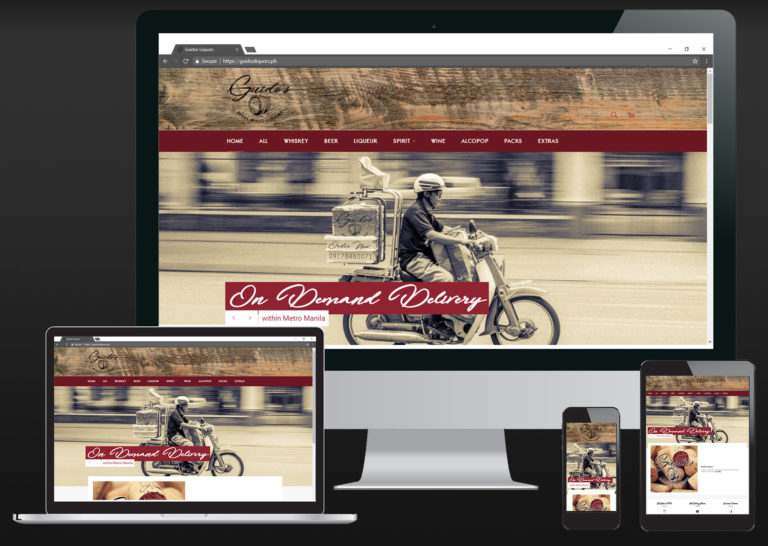 Guidos Liquors
Secure | https://guidosliquors.ph
Guido's
HOME ALL WHISKEY BEER LIQUEUR SPIRIT WINE ALCOPOP PACKS EXTRAS
Guido's
Order Now
09178460071
On Demand Delivery
within Metro Manila
Guido's
HOME ALL WHISKEY BEER LIQUEUR SPIRIT WINE ALCOPOP PACKS EXTRAS
On Demand Delivery
within Metro Manila
On Demand Delivery
On Demand Delivery